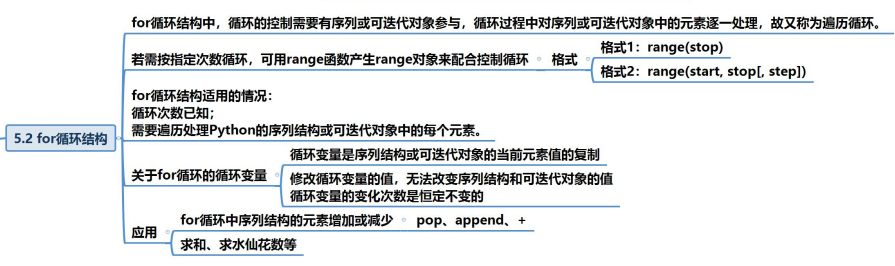 for循环结构中，循环的控制需要有序列或可迭代对象参与，循环过程中对序列或可迭代对象中的元素逐一处理，故又称为遍历循环。
若需按指定次数循环，可用range函数产生range对象来配合控制循环
格式
格式1：range(stop)
格式2：range(start, stop[, step])
5.2 for循环结构
for循环结构适用的情况：
循环次数已知；
需要遍历处理Python的序列结构或可迭代对象中的每个元素。
关于for循环的循环变量
循环变量是序列结构或可迭代对象的当前元素值的复制
修改循环变量的值，无法改变序列结构和可迭代对象的值
循环变量的变化次数是恒定不变的
应用
for循环中序列结构的元素增加或减少
pop、append、+
求和、求水仙花数等